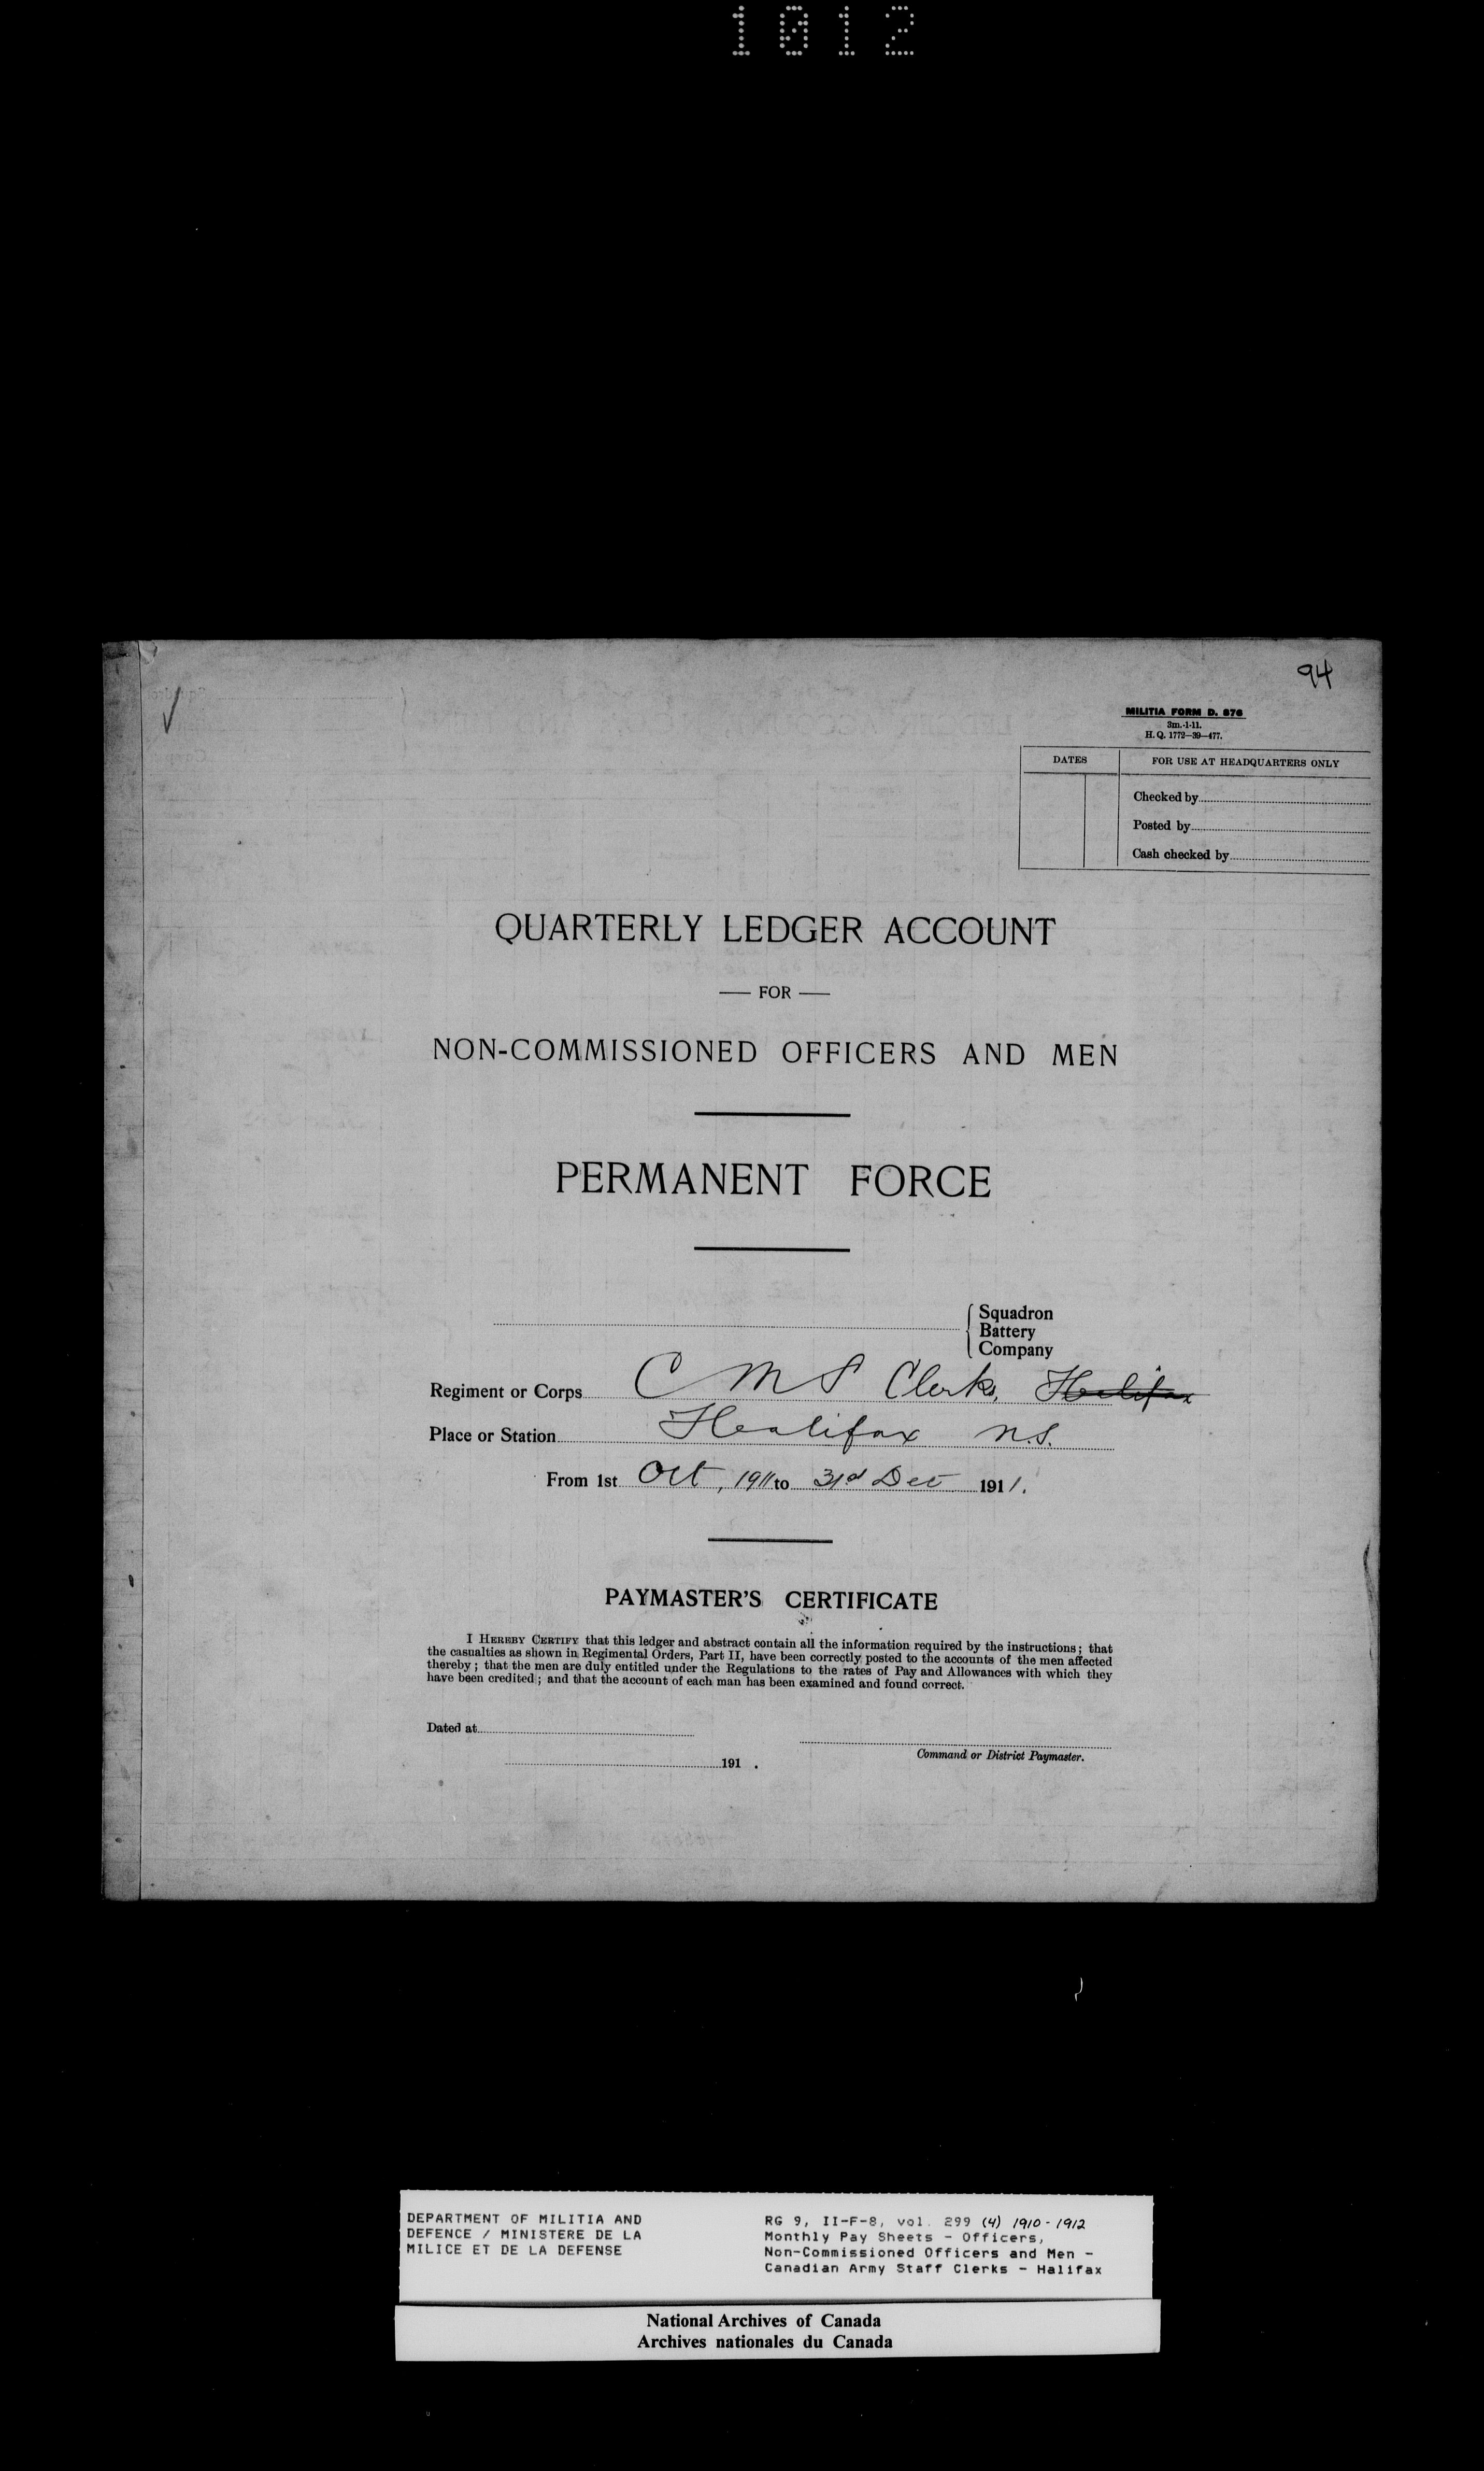 1012
94
MILITIA FORM D. 876
3m.-1-11.
H. Q. 1772-39-477.
DATES
FOR USE AT HEADQUARTERS ONLY
Checked by
Posted by
Cash checked by
QUARTERLY LEDGER ACCOUNT
— FOR —
NON-COMMISSIONED OFFICERS AND MEN
PERMANENT FORCE
Squadron
Battery
Company
Regiment or Corps C M S Clerks, Halifax
Place or Station Halifax N.S.
From 1st Oct, 1911 to 31st Dec 1911.
PAYMASTER'S CERTIFICATE
I HEREBY CERTIFY that this ledger and abstract contain all the information required by the instructions; that
the casualties as shown in Regimental Orders, Part II, have been correctly posted to the accounts of the men affected
thereby; that the men are duly entitled under the Regulations to the rates of Pay and Allowances with which they
have been credited; and that the account of each man has been examined and found correct.
Dated at
Command or District Paymaster.
191 .
DEPARTMENT OF MILITIA AND
DEFENCE / MINISTERE DE LA
MILICE ET DE LA DEFENSE
RG 9, II-F-8, vol. 299 (4) 1910-1912
Monthly Pay Sheets - Officers,
Non-Commissioned Officers and Men -
Canadian Army Staff Clerks - Halifax
National Archives of Canada
Archives nationales du Canada